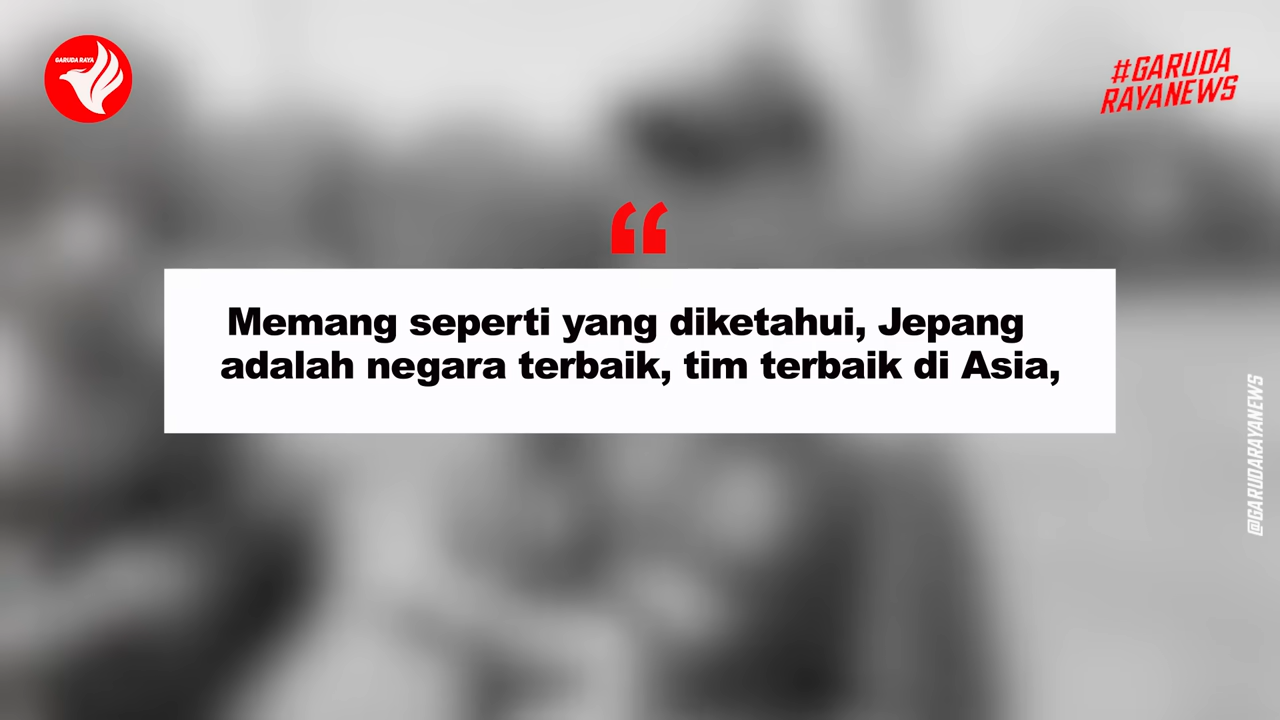 GARUDA RAYA
#GARUDA
RAYANEWS
“
Memang seperti yang diketahui, Jepang
adalah negara terbaik, tim terbaik di Asia,
@GARUDARAYANEWS